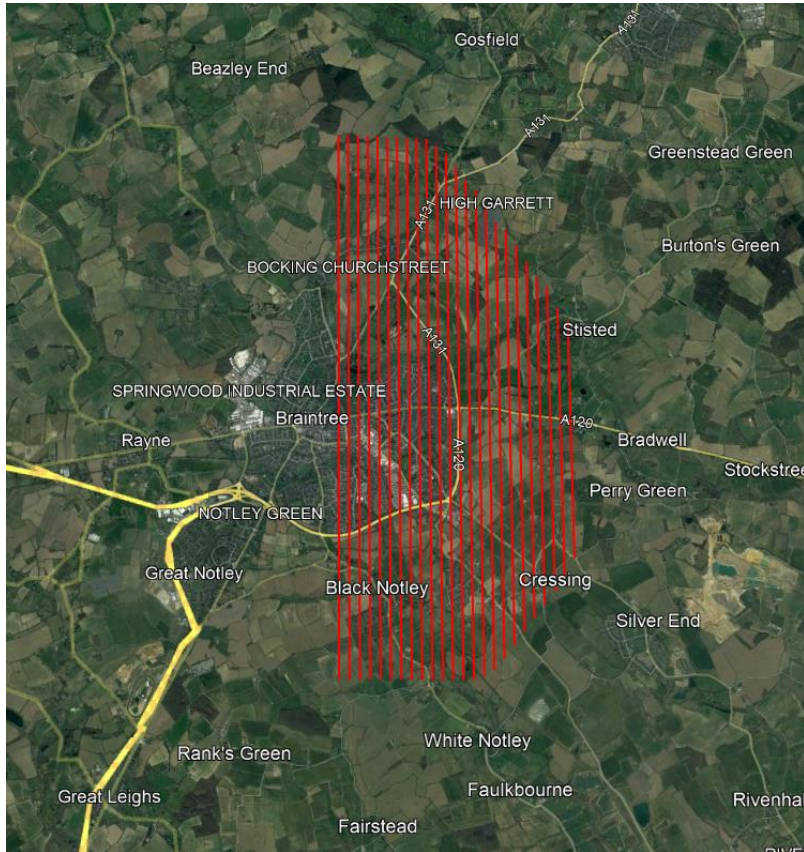 A131
Gosfield
Beazley End
A131
Greenstead Green
HIGH GARRETT
A131
Burton's Green
BOCKING CHURCHSTREET
Stisted
A131
SPRINGWOOD INDUSTRIAL ESTATE
Braintree
A120
Rayne
Bradwell
A120
Stockstree
Perry Green
NOTLEY GREEN
Great Notley
Black Notley
Cressing
Silver End
White Notley
Rank's Green
Faulkbourne
Great Leighs
Rivenha
Fairstead